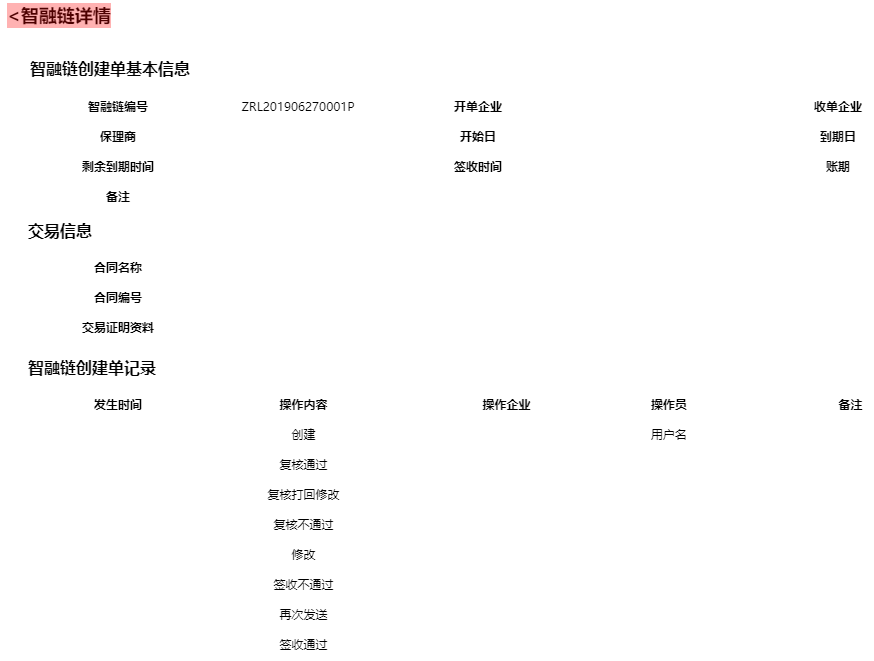 <智融链详情
智融链创建单基本信息
智融链编号 ZRL201906270001P 开单企业 收单企业
保理商 开始日 到期日
剩余到期时间 签收时间 账期
备注
交易信息
合同名称
合同编号
交易证明资料
智融链创建单记录
发生时间 操作内容 操作企业 操作员 备注
创建 用户名
复核通过
复核打回修改
复核不通过
修改
签收不通过
再次发送
签收通过